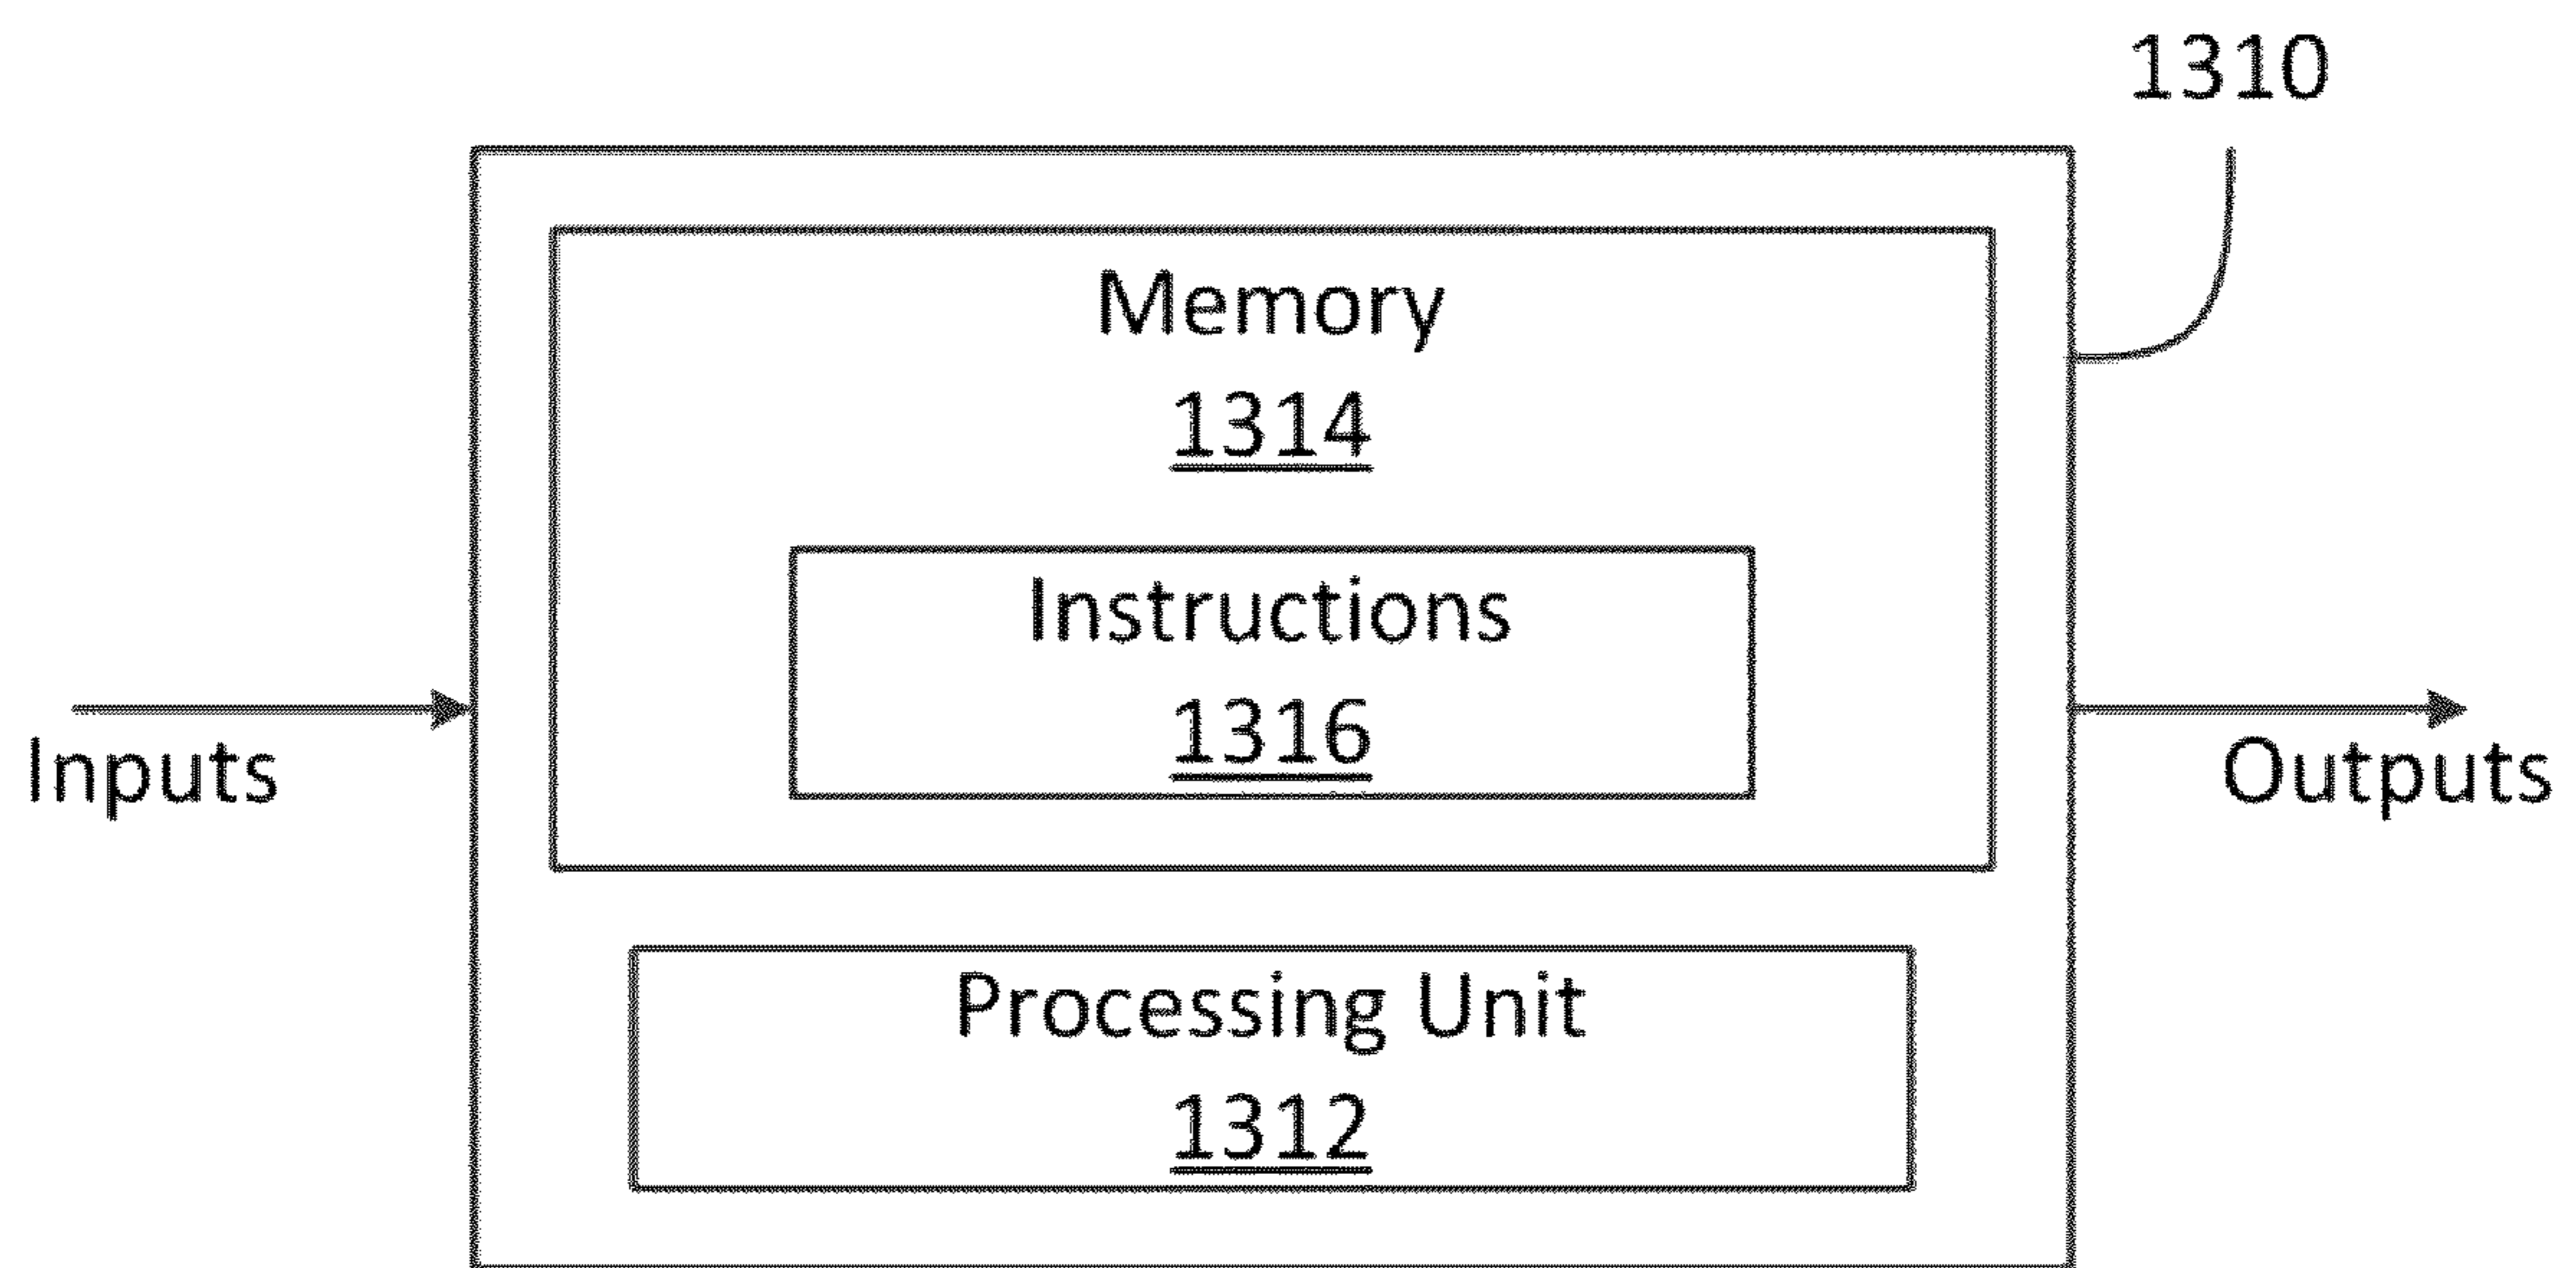 1310
Memory
1314
Instructions
1316
Inputs
Outputs
Processing Unit
1312